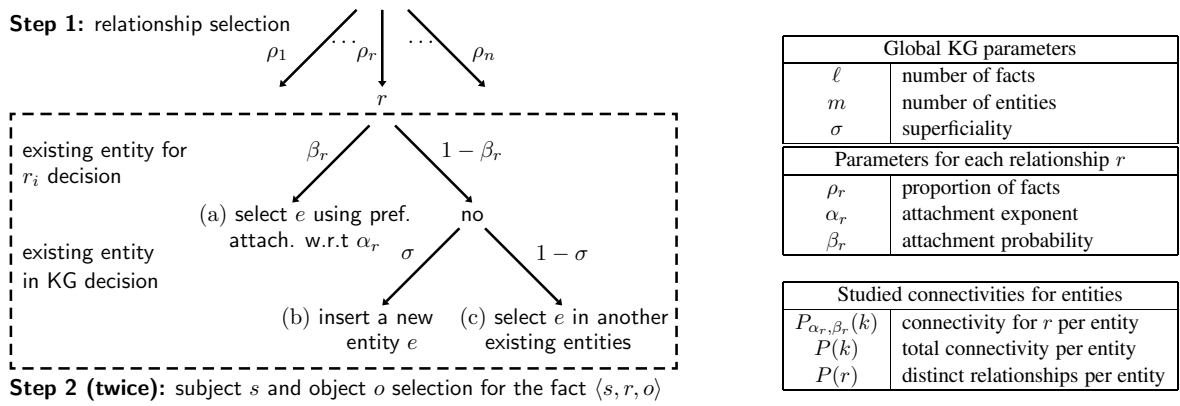 Step 1: relationship selection
ρ₁ ... ρᵣ ... ρₙ
r
existing entity for
rᵢ decision
βᵣ
1 − βᵣ
(a) select e using pref.
attach. w.r.t αᵣ
no
existing entity
in KG decision
σ
1 − σ
(b) insert a new
entity e
(c) select e in another
existing entities
Step 2 (twice): subject s and object o selection for the fact ⟨s, r, o⟩
Global KG parameters
ℓ number of facts
m number of entities
σ superficiality
Parameters for each relationship r
ρᵣ proportion of facts
αᵣ attachment exponent
βᵣ attachment probability
Studied connectivities for entities
P_{αᵣ,βᵣ}(k) connectivity for r per entity
P(k) total connectivity per entity
P(r) distinct relationships per entity